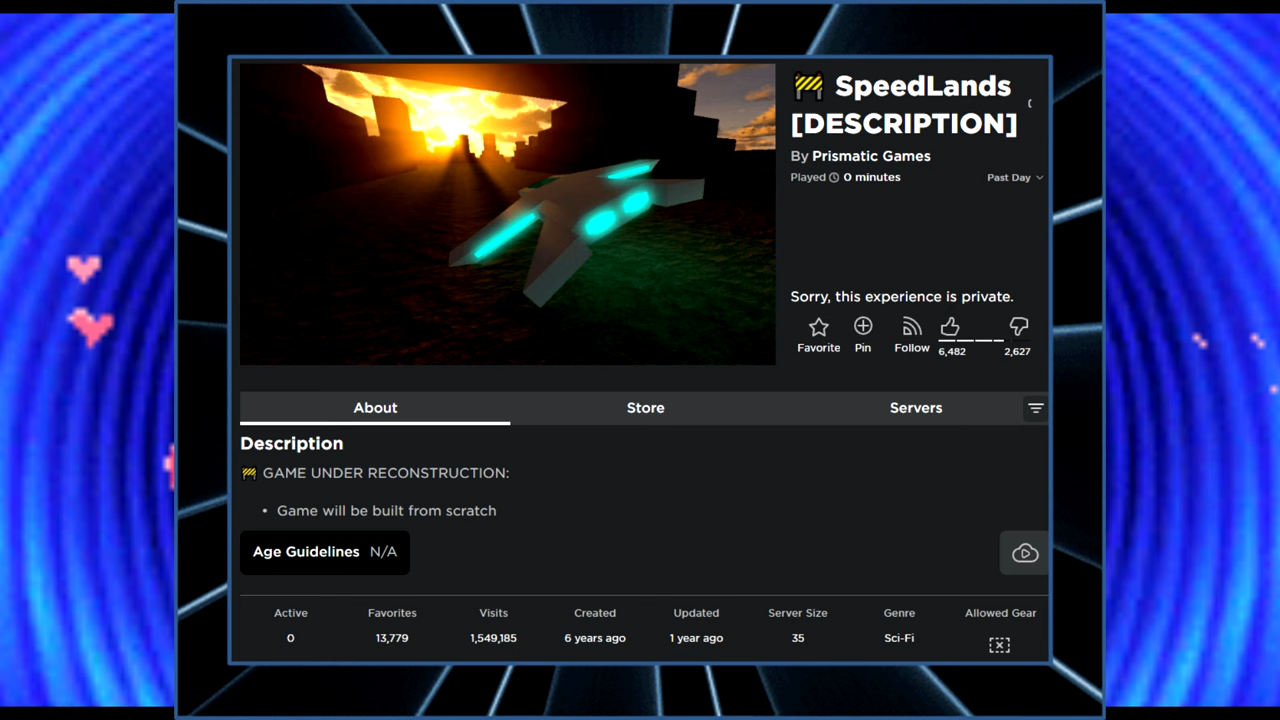 🚧 SpeedLands
[DESCRIPTION]
By Prismatic Games
Played 0 minutes
Past Day
Sorry, this experience is private.
Favorite Pin Follow 6,482 2,627
About Store Servers
Description
🚧 GAME UNDER RECONSTRUCTION:
• Game will be built from scratch
Age Guidelines N/A
Active Favorites Visits Created Updated Server Size Genre Allowed Gear
0 13,779 1,549,185 6 years ago 1 year ago 35 Sci-Fi